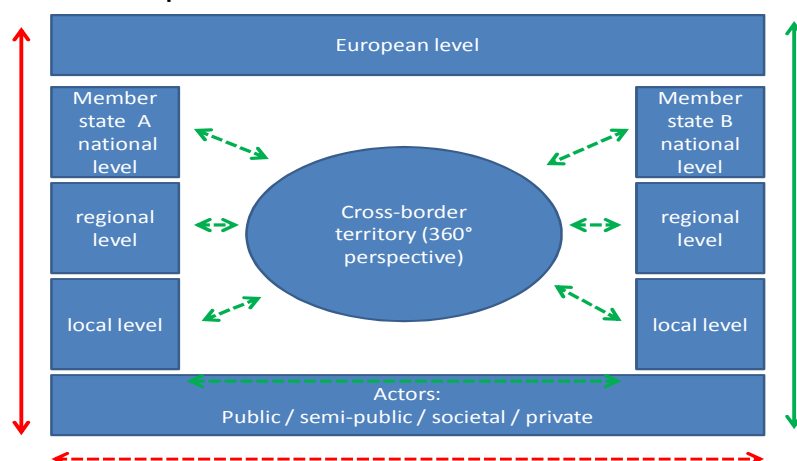 European level
Member
state A
national
level
Member
state B
national
level
Cross-border
territory (360°
perspective)
regional
level
regional
level
local level
local level
Actors:
Public / semi-public / societal / private